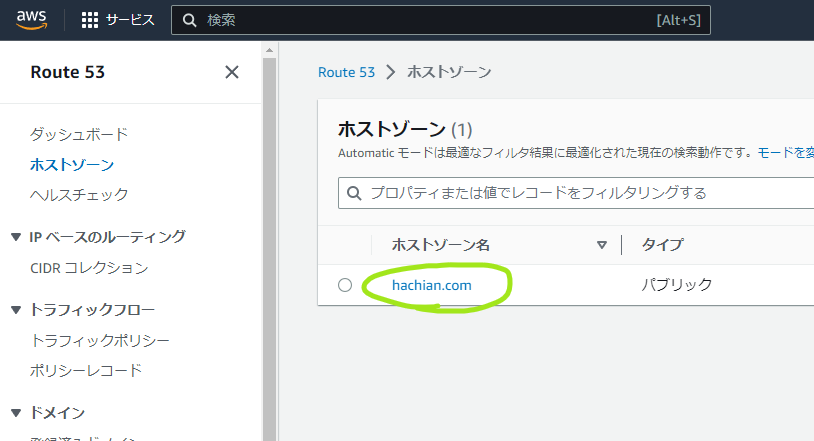 aws サービス 検索 [Alt+S]
Route 53
Route 53 ホストゾーン
ダッシュボード
ホストゾーン
ヘルスチェック
IP ベースのルーティング
CIDR コレクション
トラフィックフロー
トラフィックポリシー
ポリシーレコード
ドメイン
ホストゾーン (1)
Automatic モードは最適なフィルタ結果に最適化された現在の検索動作です。モードを変
プロパティまたは値でレコードをフィルタリングする
ホストゾーン名 タイプ
hachian.com パブリック